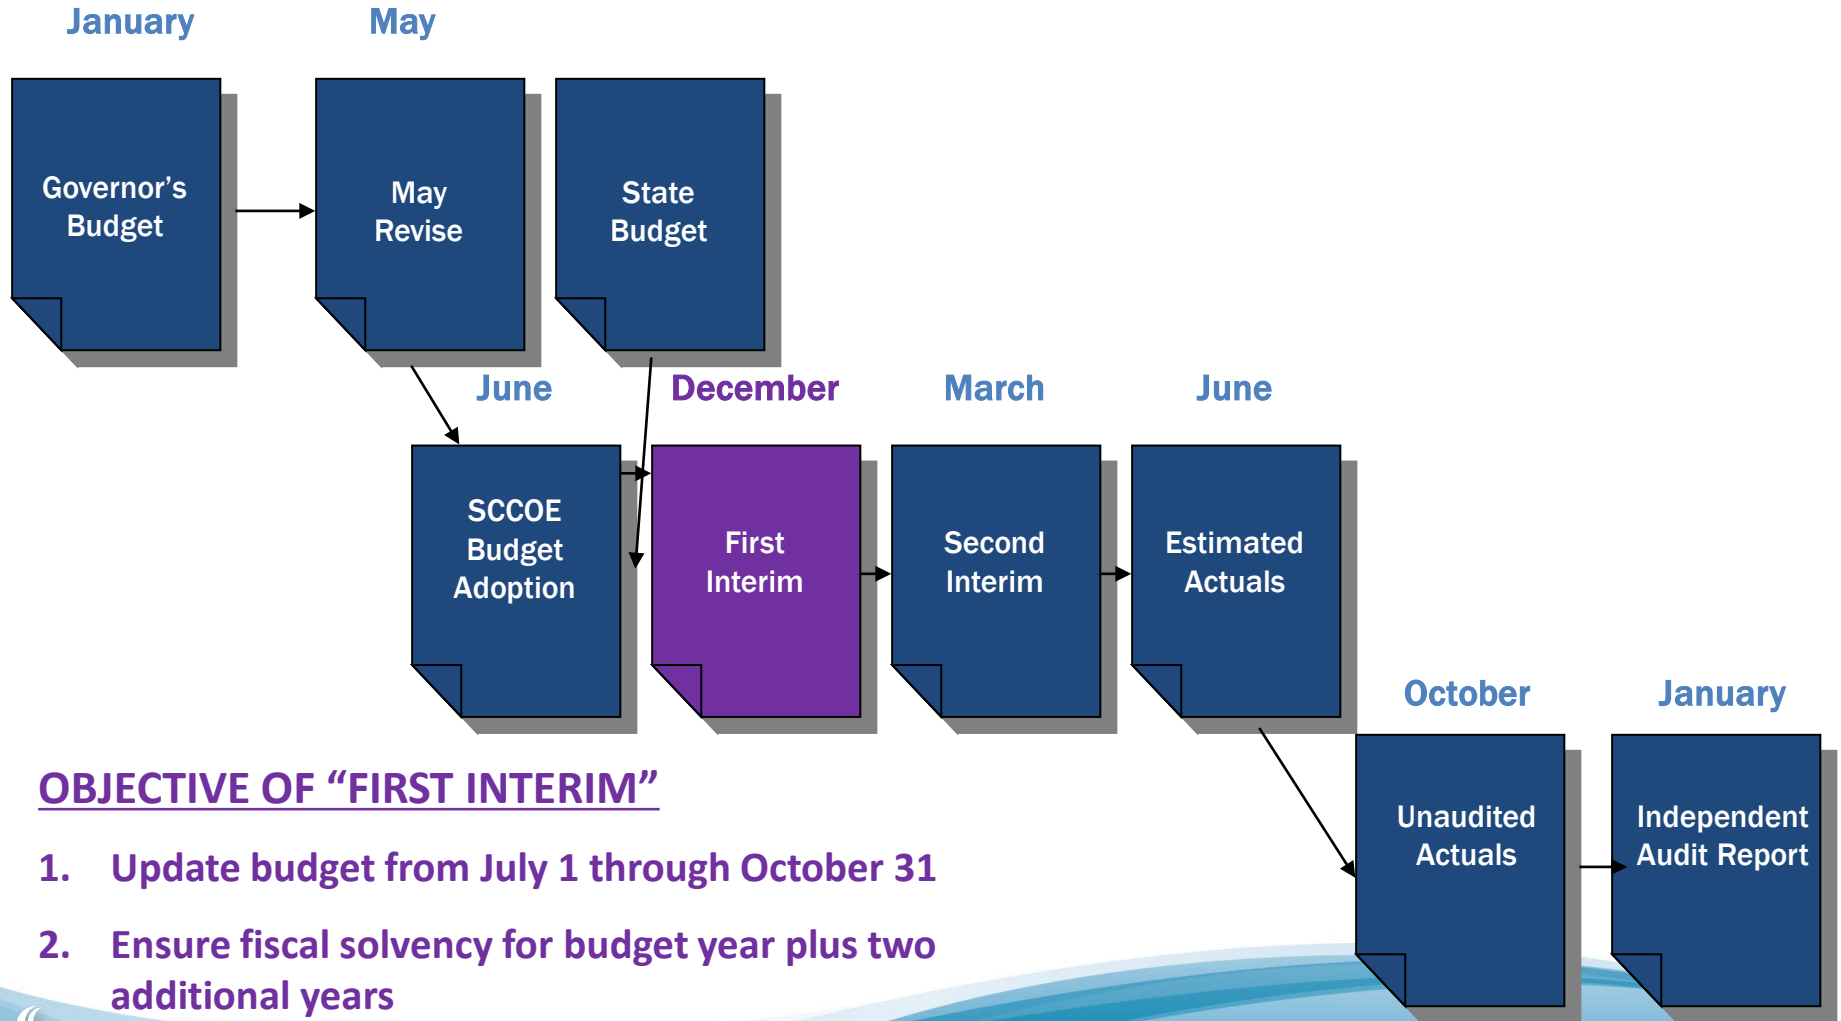 January
May
Governor’s
Budget
May
Revise
State
Budget
June
December
March
June
SCCOE
Budget
Adoption
First
Interim
Second
Interim
Estimated
Actuals
October
January
Unaudited
Actuals
Independent
Audit Report
OBJECTIVE OF “FIRST INTERIM”
1. Update budget from July 1 through October 31
2. Ensure fiscal solvency for budget year plus two
additional years